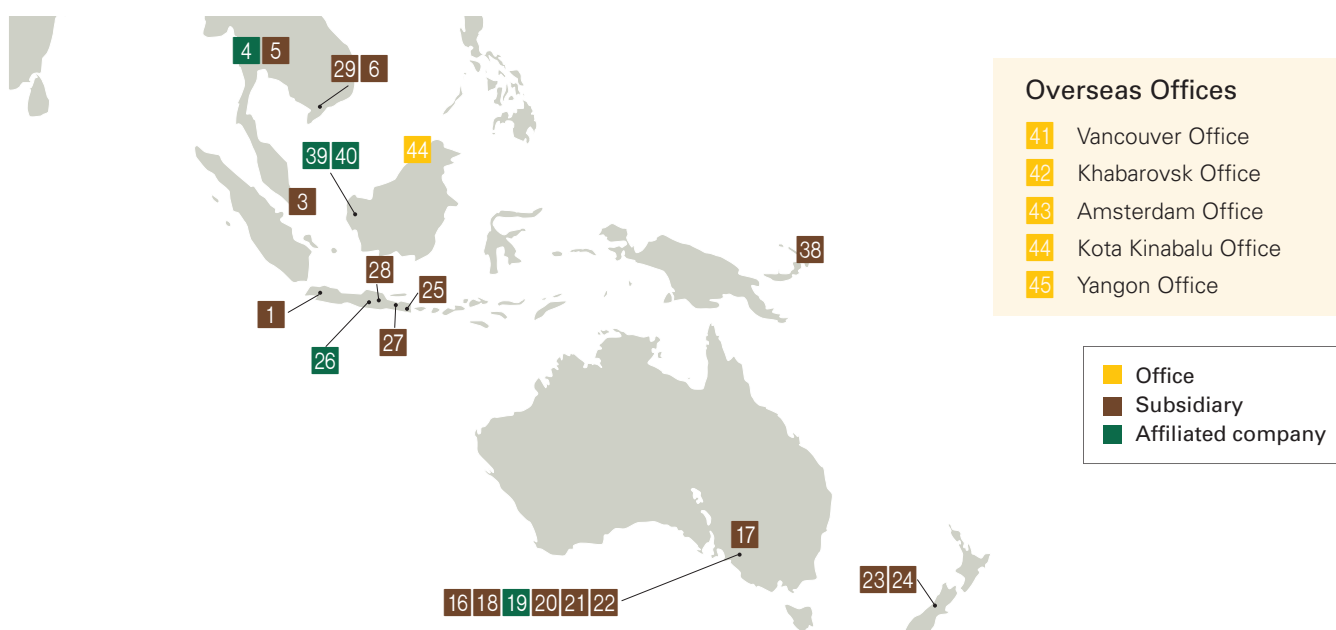 4 5
29 6
39 40
44
3
38
28
25
1
27
26
17
16 18 19 20 21 22
23 24
Overseas Offices
41 Vancouver Office
42 Khabarovsk Office
43 Amsterdam Office
44 Kota Kinabalu Office
45 Yangon Office
Office
Subsidiary
Affiliated company